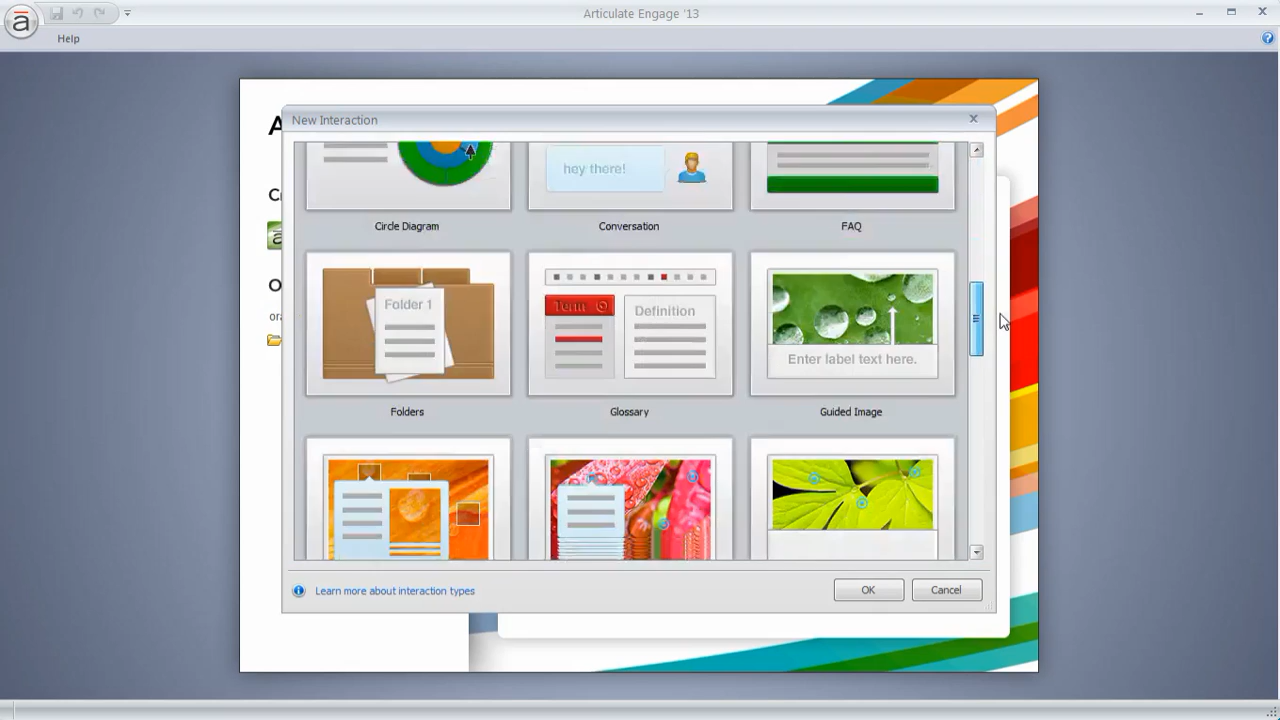 Articulate Engage '13
Help
New Interaction
hey there!
Circle Diagram
Conversation
FAQ
Folder 1
Term
Definition
Enter label text here.
Folders
Glossary
Guided Image
Learn more about interaction types
OK
Cancel